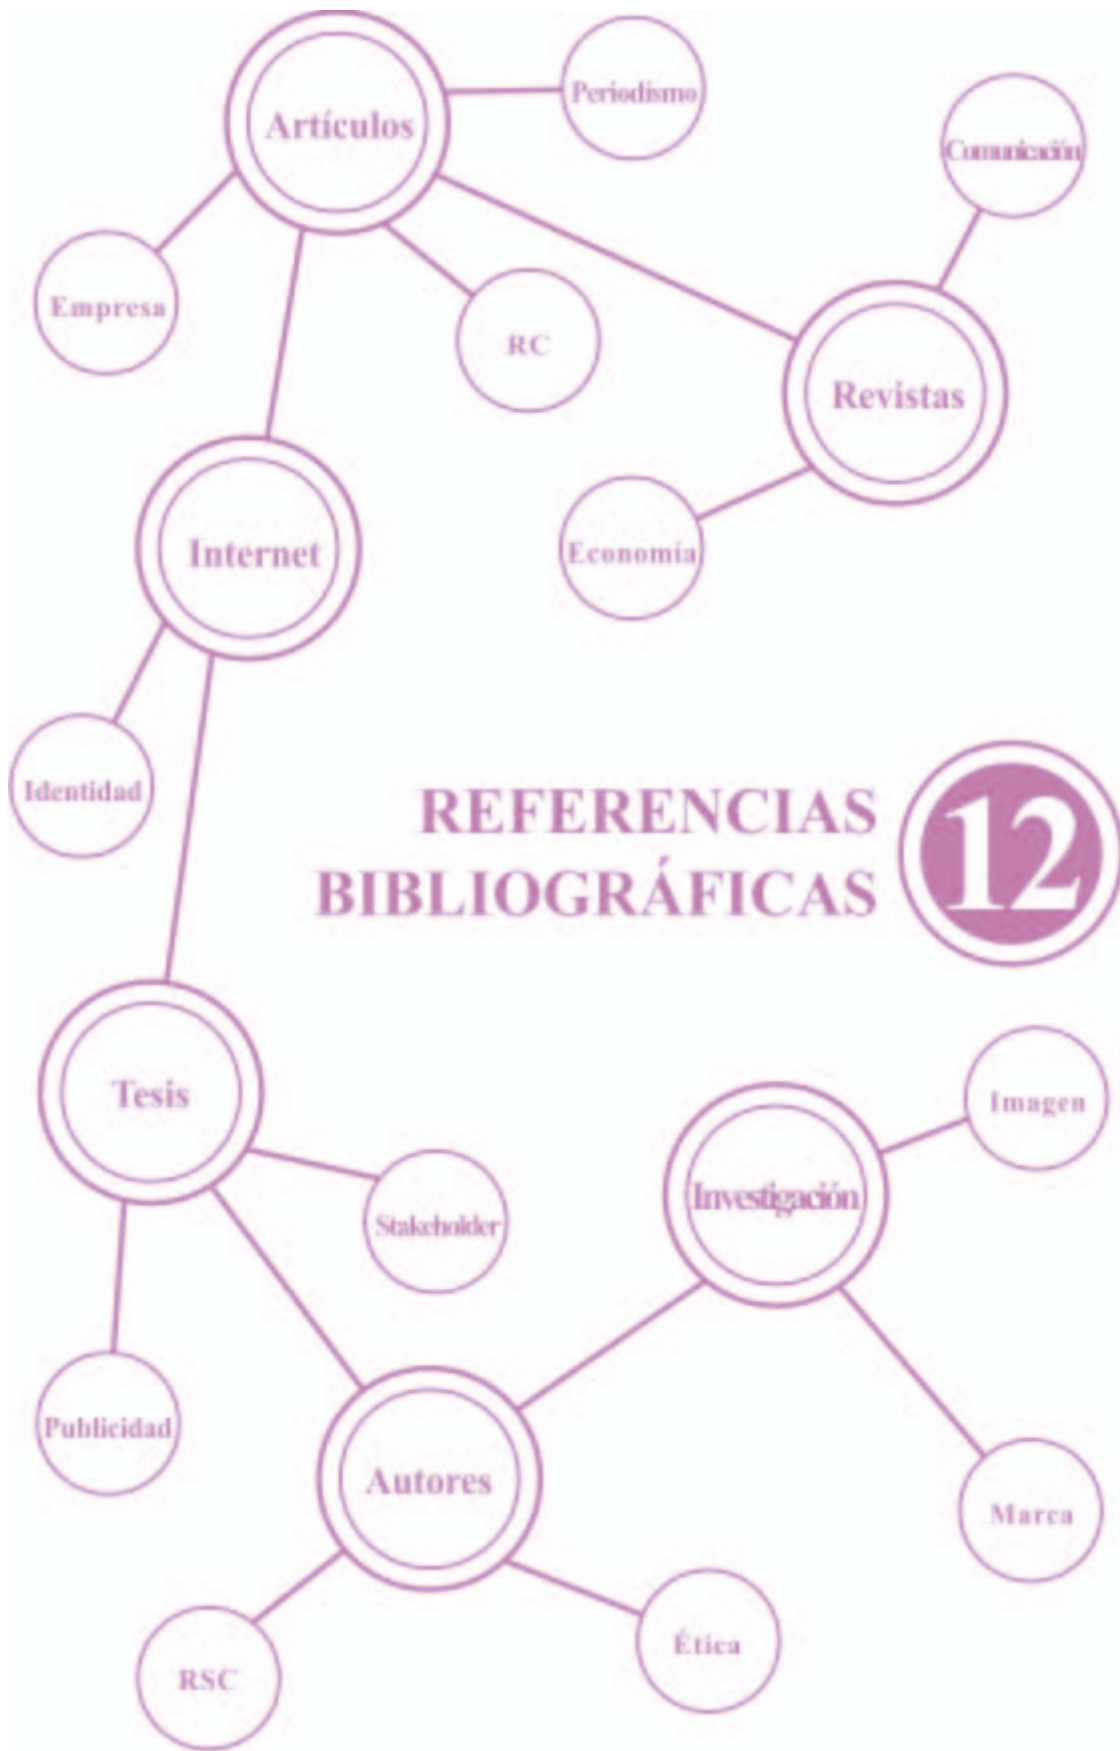 Artículos
Periodismo
Comunicación
Empresa
RC
Revistas
Internet
Economía
Identidad
REFERENCIAS
BIBLIOGRÁFICAS
12
Tesis
Imagen
Investigación
Stakeholder
Publicidad
Autores
Marca
RSC
Ética